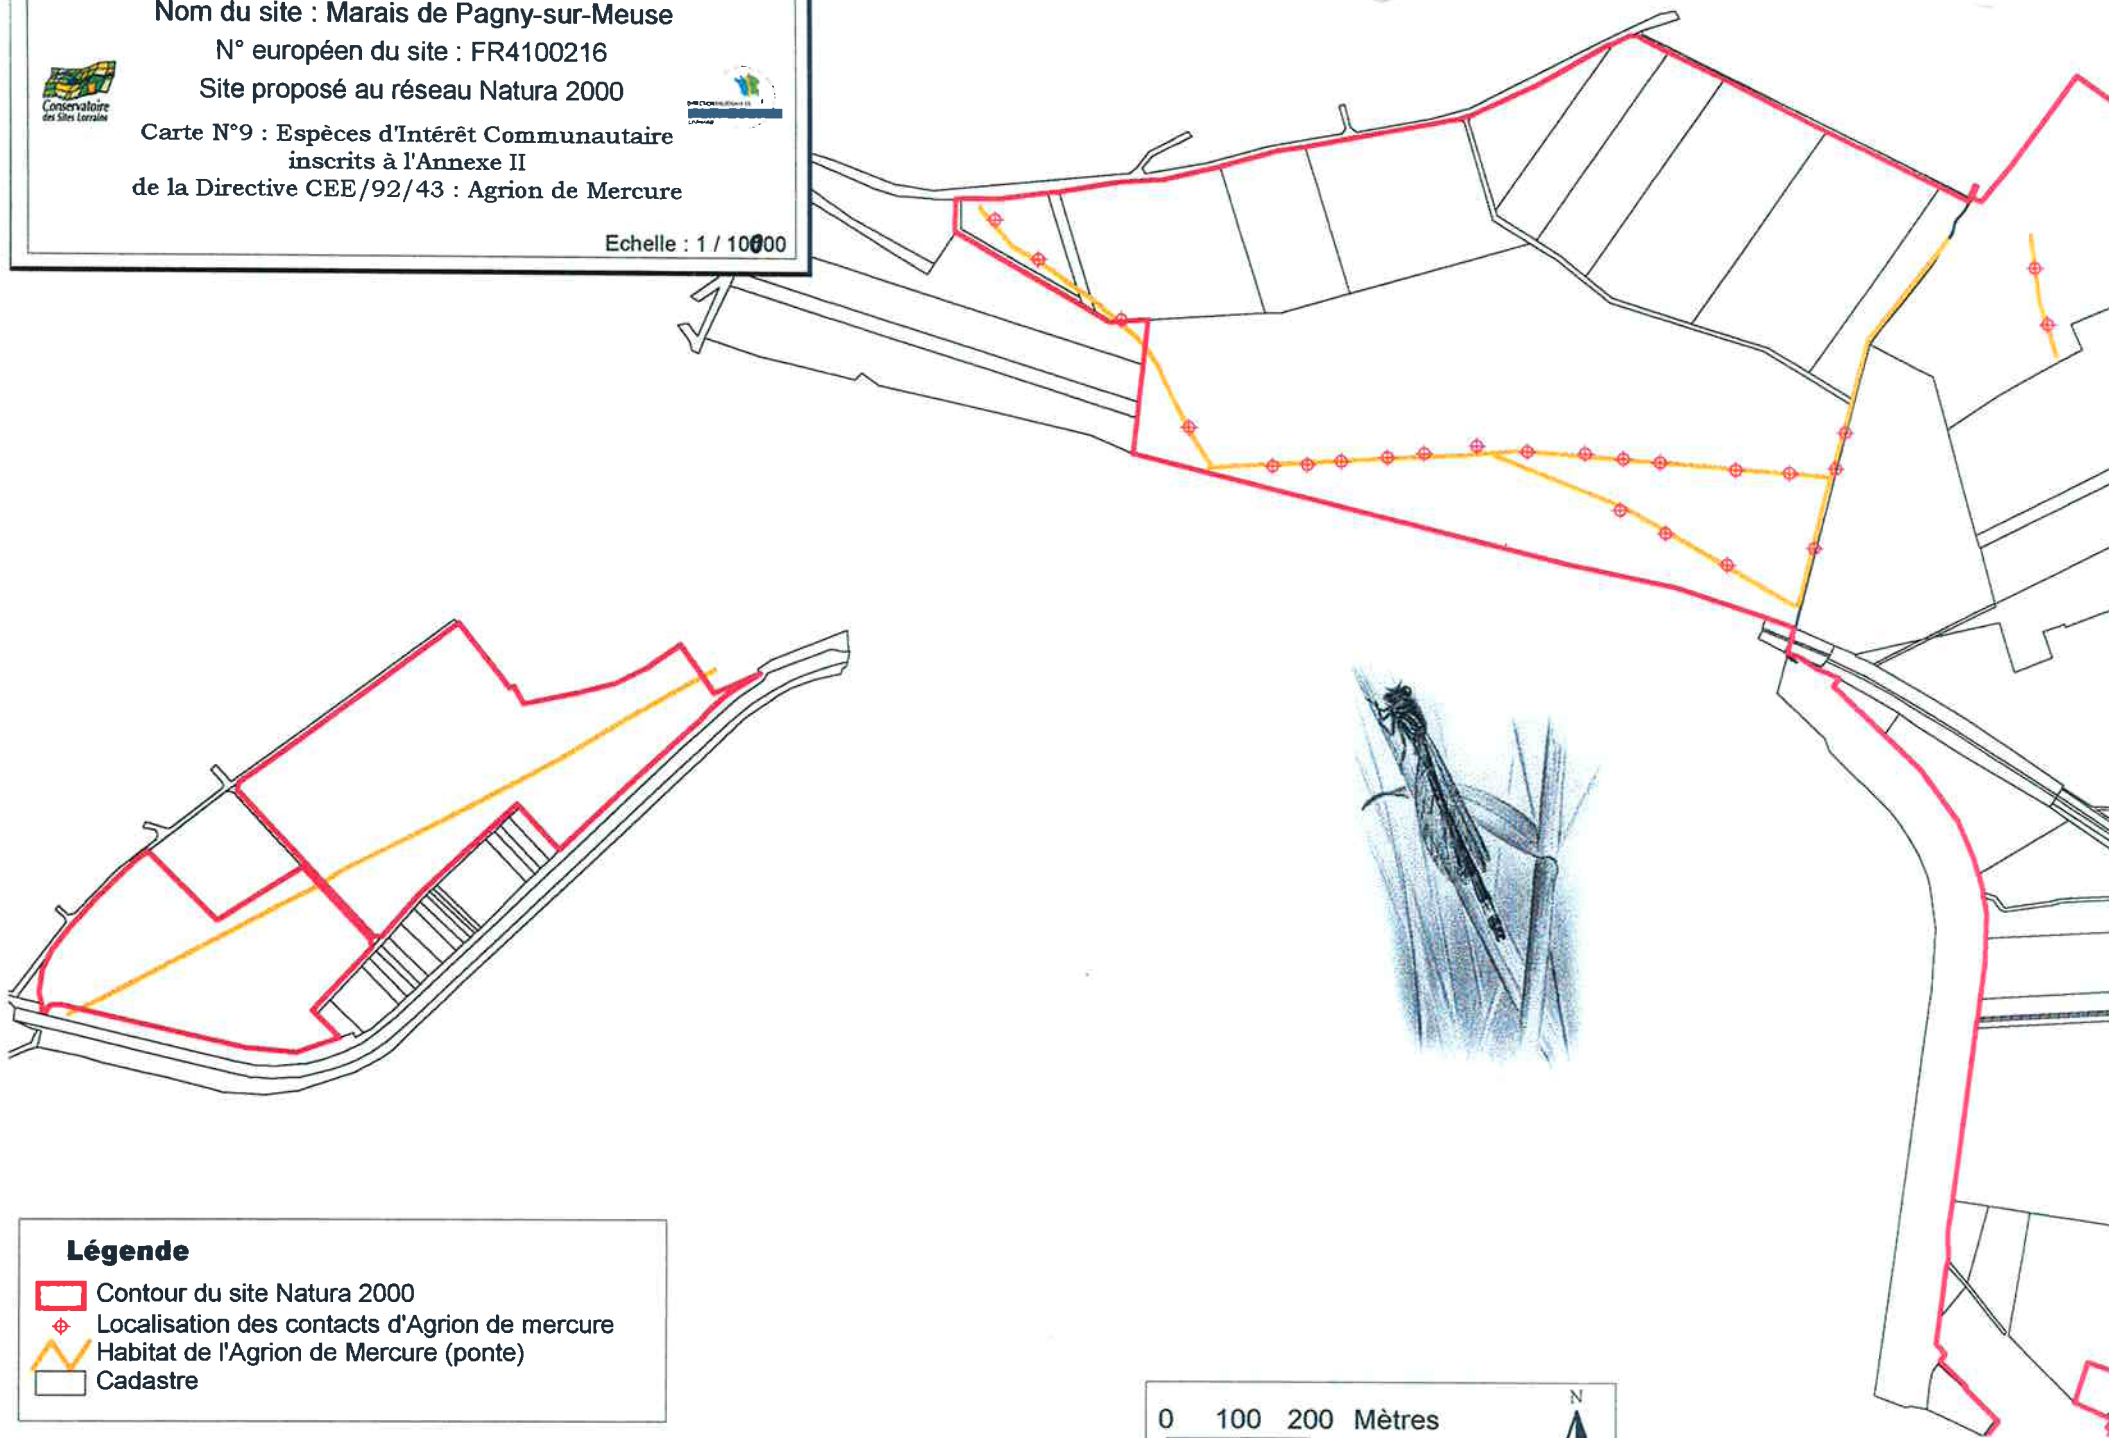 Nom du site : Marais de Pagny-sur-Meuse
N° européen du site : FR4100216
Site proposé au réseau Natura 2000
Conservatoire
des Sites Lorrains
Carte N°9 : Espèces d'Intérêt Communautaire
inscrits à l'Annexe II
de la Directive CEE/92/43 : Agrion de Mercure
Echelle : 1 / 10000
Légende
Contour du site Natura 2000
Localisation des contacts d'Agrion de mercure
Habitat de l'Agrion de Mercure (ponte)
Cadastre
0 100 200 Mètres
N